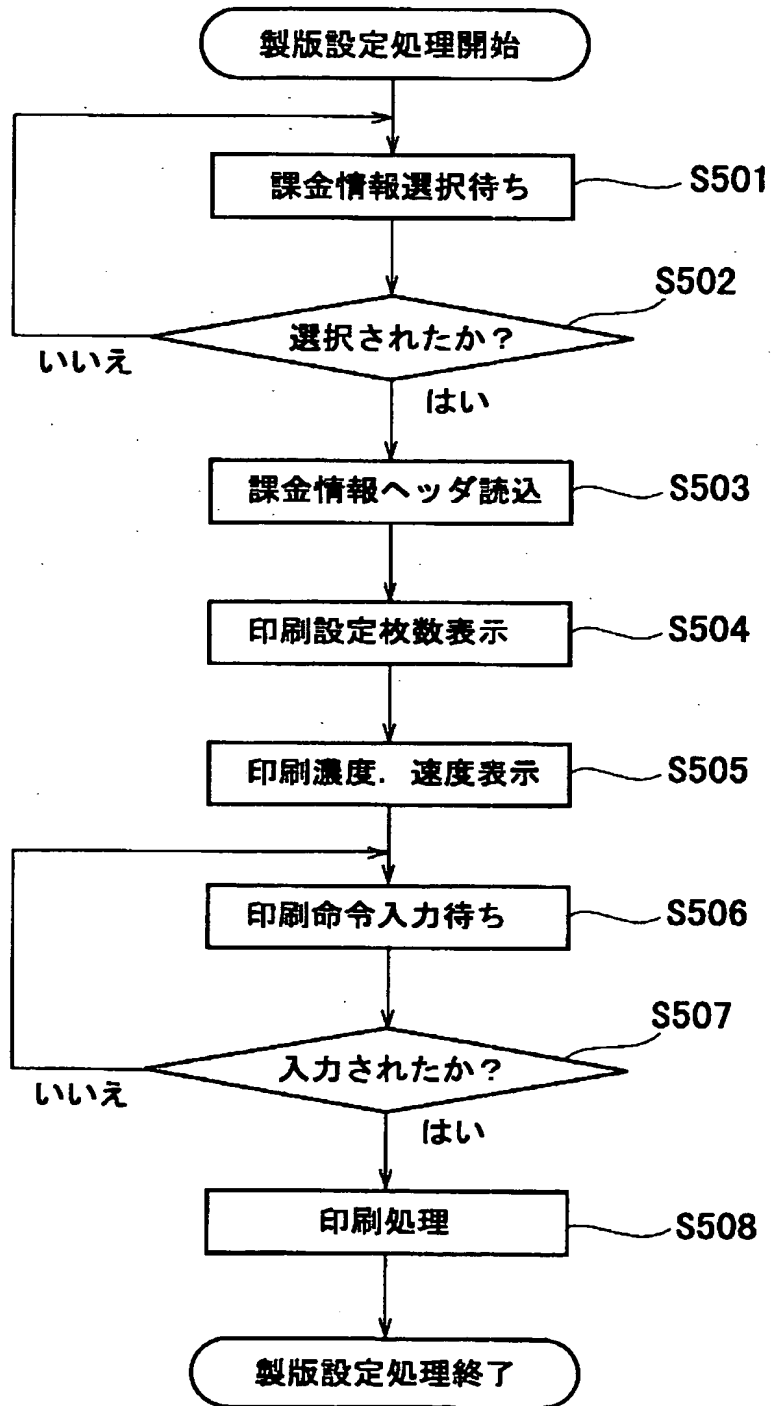 製版設定処理開始
課金情報選択待ち
S501
S502
選択されたか?
いいえ
はい
課金情報ヘッダ読込
S503
印刷設定枚数表示
S504
印刷濃度．速度表示
S505
印刷命令入力待ち
S506
S507
入力されたか?
いいえ
はい
印刷処理
S508
製版設定処理終了